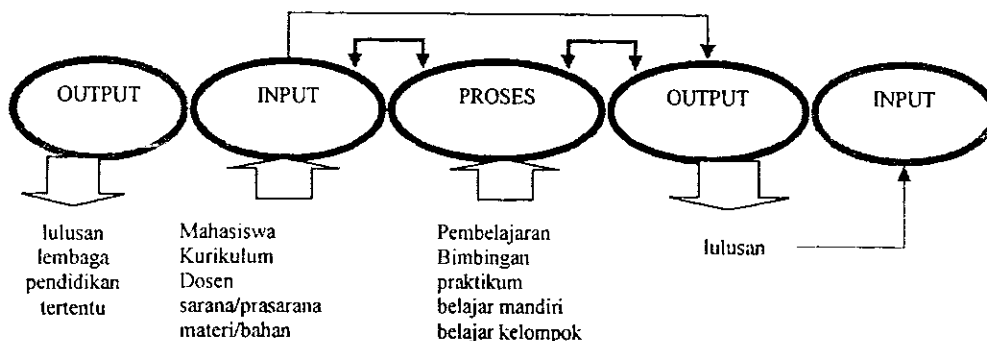 OUTPUT
INPUT
PROSES
OUTPUT
INPUT
lulusan
lembaga
pendidikan
tertentu
Mahasiswa
Kurikulum
Dosen
sarana/prasarana
materi/bahan
Pembelajaran
Bimbingan
praktikum
belajar mandiri
belajar kelompok
lulusan